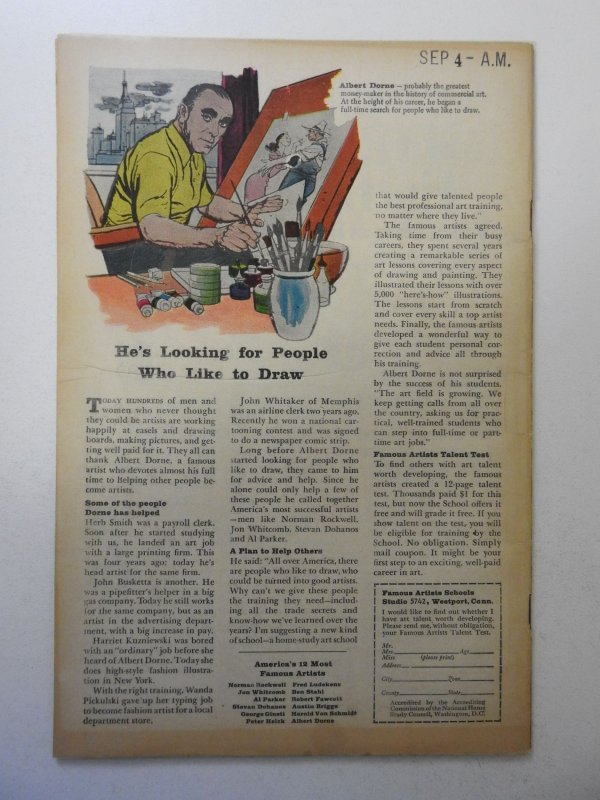 SEP 4 - A.M.
Albert Dorne — probably the greatest
money-maker in the history of commercial art.
At the height of his career, he began a
full-time search for people who like to draw.
He's Looking for People
Who Like to Draw
TODAY HUNDREDS of men and
women who never thought
they could be artists are working
happily at easels and drawing
boards, making pictures, and get-
ting well paid for it. They all can
thank Albert Dorne, a famous
artist who devotes almost his full
time to helping other people be-
come artists.
Some of the people
Dorne has helped
Herb Smith was a payroll clerk.
Soon after he started studying
with us, he landed an art job
with a large printing firm. This
was four years ago: today he's
head artist for the same firm.
John Busketta is another. He
was a pipefitter's helper in a big
gas company. Today he still works
for the same company, but as an
artist in the advertising depart-
ment, with a big increase in pay.
Harriet Kuzniewski was bored
with an "ordinary" job before she
heard of Albert Dorne. Today she
does high-style fashion illustra-
tion in New York.
With the right training, Wanda
Pickulski gave up her typing job
to become fashion artist for a local
department store.
John Whitaker of Memphis
was an airline clerk two years ago.
Recently he won a national car-
tooning contest and was signed
to do a newspaper comic strip.
Long before Albert Dorne
started looking for people who
like to draw, they came to him
for advice and help. Since he
alone could only help a few of
these people he called together
America's most successful artists
—men like Norman Rockwell,
Jon Whitcomb, Stevan Dohanos
and Al Parker.
A Plan to Help Others
He said: "All over America, there
are people who like to draw, who
could be turned into good artists.
Why can't we give these people
the training they need—includ-
ing all the trade secrets and
know-how we've learned over the
years? I'm suggesting a new kind
of school—a home-study art school
America's 12 Most
Famous Artists
Norman Rockwell Fred Ludekens
Jon Whitcomb Ben Stahl
Al Parker Robert Fawcett
Stevan Dohanos Austin Briggs
George Giusti Harold Von Schmidt
Peter Helck Albert Dorne
that would give talented people
the best professional art training,
no matter where they live."
The famous artists agreed.
Taking time from their busy
careers, they spent several years
creating a remarkable series of
art lessons covering every aspect
of drawing and painting. They
illustrated their lessons with over
5,000 "here's-how" illustrations.
The lessons start from scratch
and cover every skill a top artist
needs. Finally, the famous artists
developed a wonderful way to
give each student personal cor-
rection and advice all through
his training.
Albert Dorne is not surprised
by the success of his students.
"The art field is growing. We
keep getting calls from all over
the country, asking us for prac-
tical, well-trained students who
can step into full-time or part-
time art jobs."
Famous Artists Talent Test
To find others with art talent
worth developing, the famous
artists created a 12-page talent
test. Thousands paid $1 for this
test, but now the School offers it
free and will grade it free. If you
show talent on the test, you will
be eligible for training by the
School. No obligation. Simply
mail coupon. It might be your
first step to an exciting, well-paid
career in art.
Famous Artists Schools
Studio 5742, Westport, Conn.
I would like to find out whether I
have art talent worth developing.
Please send me, without obligation,
your Famous Artists Talent Test.
Mr.
Mrs. Age
Miss (please print)
Address
City Zone
County State
Accredited by the Accrediting
Commission of the National Home
Study Council, Washington, D.C.